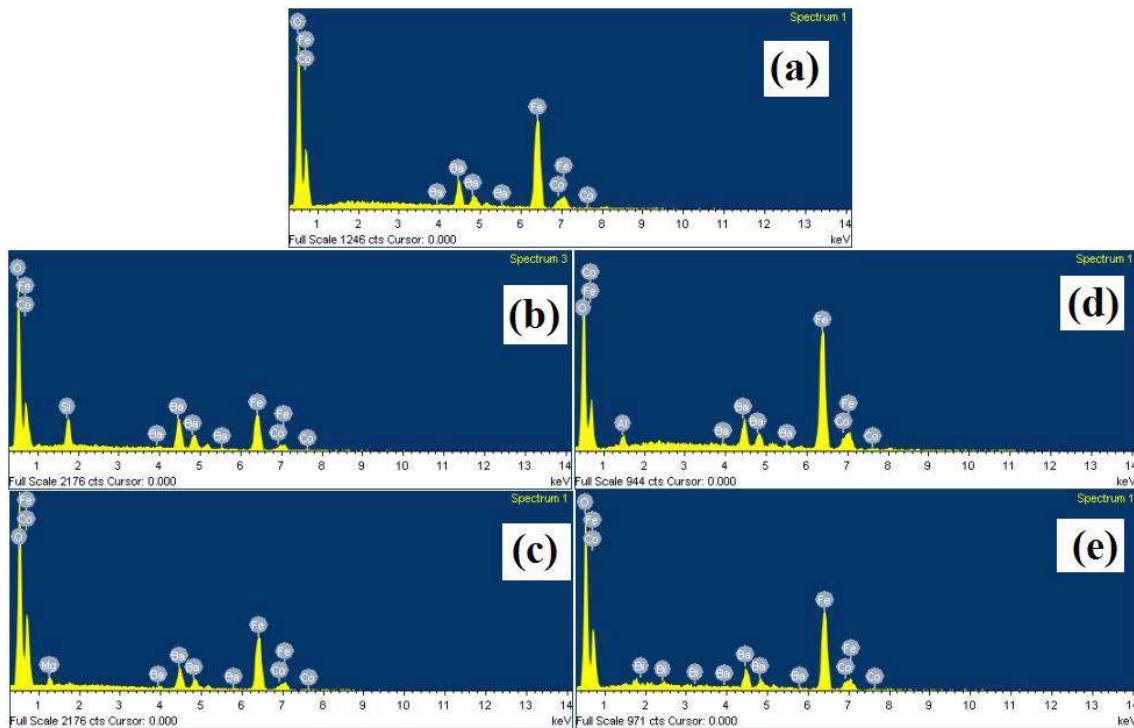 Spectrum 1
(a)
O
Fe
Co
Ba
Ba
Ba
Ba
Fe
Fe
Co
Co
1 2 3 4 5 6 7 8 9 10 11 12 13 14
Full Scale 1246 cts Cursor: 0.000 keV
Spectrum 3
(b)
O
Fe
Co
Si
Ba
Ba
Ba
Ba
Fe
Fe
Co
Co
1 2 3 4 5 6 7 8 9 10 11 12 13 14
Full Scale 2176 cts Cursor: 0.000 keV
Spectrum 1
(d)
Co
Fe
O
Al
Ba
Ba
Ba
Ba
Fe
Fe
Co
Co
1 2 3 4 5 6 7 8 9 10 11 12 13 14
Full Scale 944 cts Cursor: 0.000 keV
Spectrum 1
(c)
Fe
Co
O
Mg
Ba
Ba
Ba
Ba
Fe
Fe
Co
Co
1 2 3 4 5 6 7 8 9 10 11 12 13 14
Full Scale 2176 cts Cursor: 0.000 keV
Spectrum 1
(e)
O
Fe
Co
Bi
Bi
Bi
Ba
Ba
Ba
Ba
Fe
Fe
Co
Co
1 2 3 4 5 6 7 8 9 10 11 12 13 14
Full Scale 971 cts Cursor: 0.000 keV